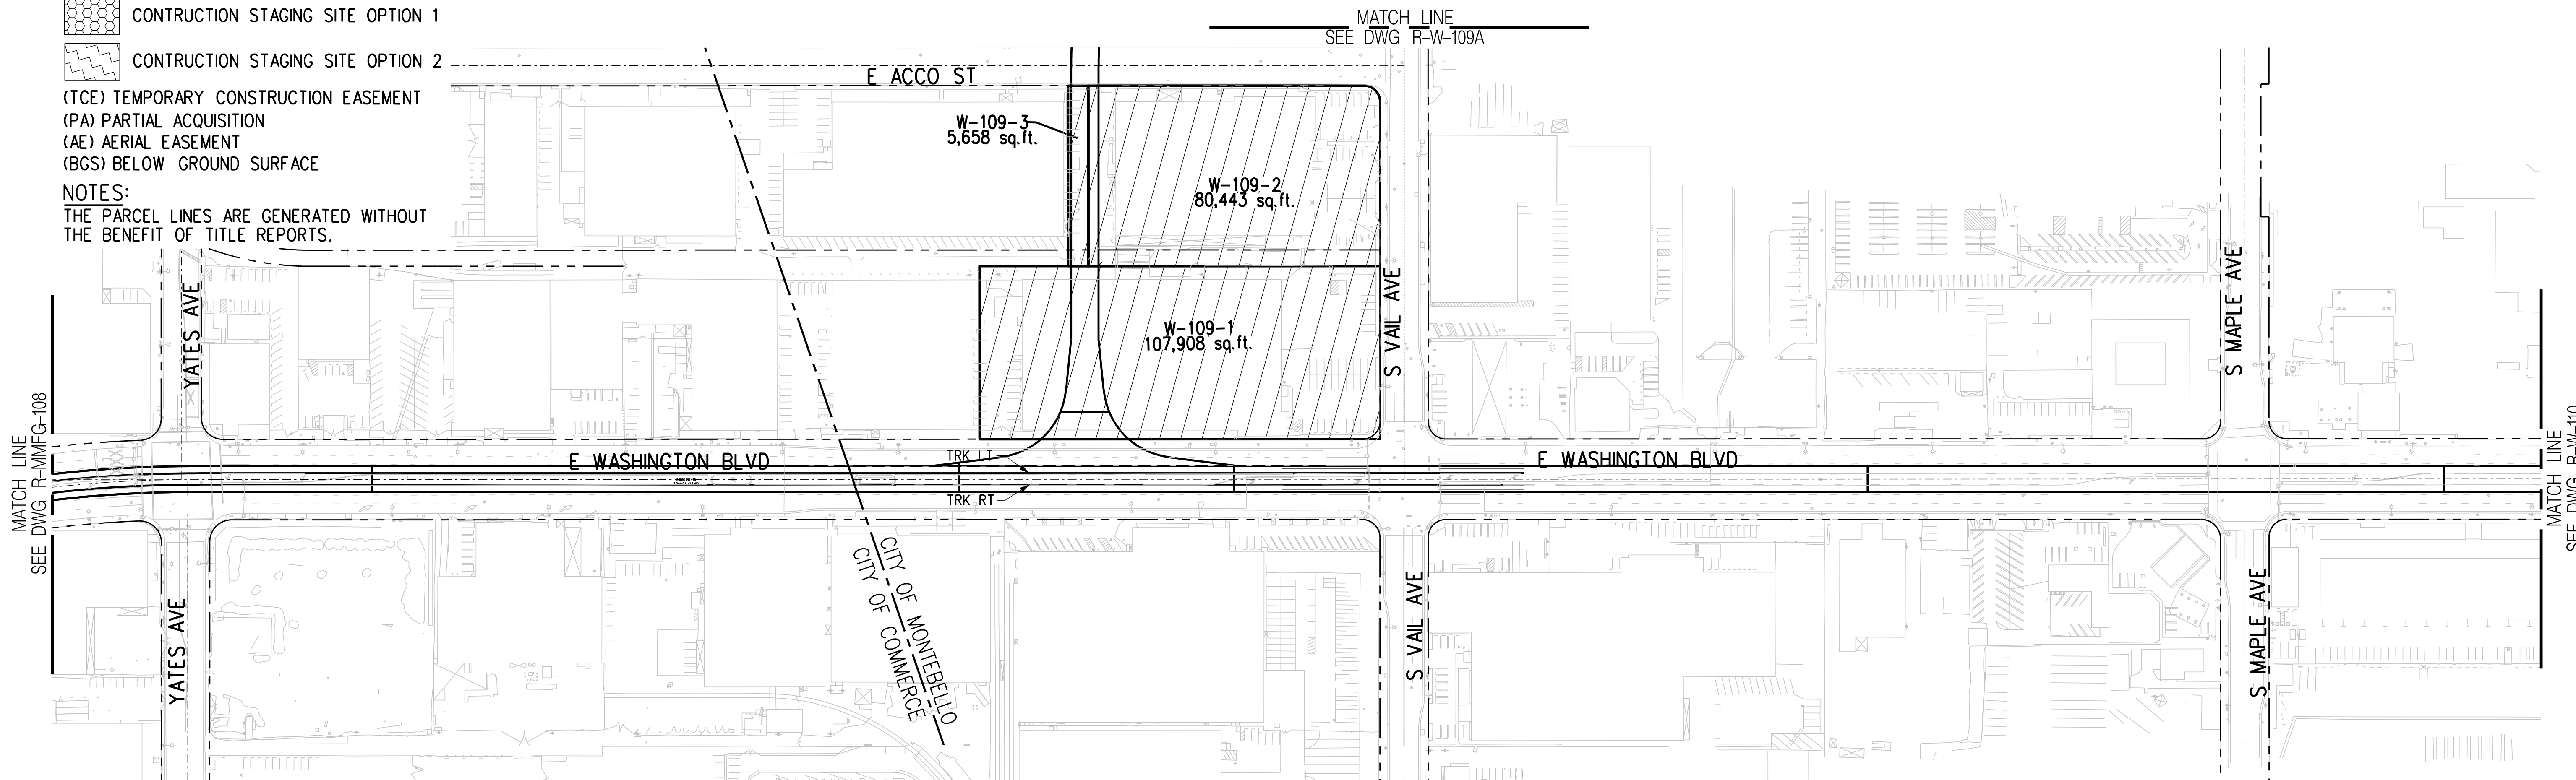 CONTRUCTION STAGING SITE OPTION 1
CONTRUCTION STAGING SITE OPTION 2
(TCE) TEMPORARY CONSTRUCTION EASEMENT
(PA) PARTIAL ACQUISITION
(AE) AERIAL EASEMENT
(BGS) BELOW GROUND SURFACE
NOTES:
THE PARCEL LINES ARE GENERATED WITHOUT
THE BENEFIT OF TITLE REPORTS.
MATCH LINE
SEE DWG R-W-109A
E ACCO ST
W-109-3
5,658 sq.ft.
W-109-2
80,443 sq.ft.
W-109-1
107,908 sq.ft.
YATES AVE
S VAIL AVE
S MAPLE AVE
MATCH LINE
SEE DWG R-MMFG-108
E WASHINGTON BLVD
TRK LT
TRK RT
E WASHINGTON BLVD
MATCH LINE
SEE DWG R-W-110
CITY OF MONTEBELLO
CITY OF COMMERCE
YATES AVE
S VAIL AVE
S MAPLE AVE